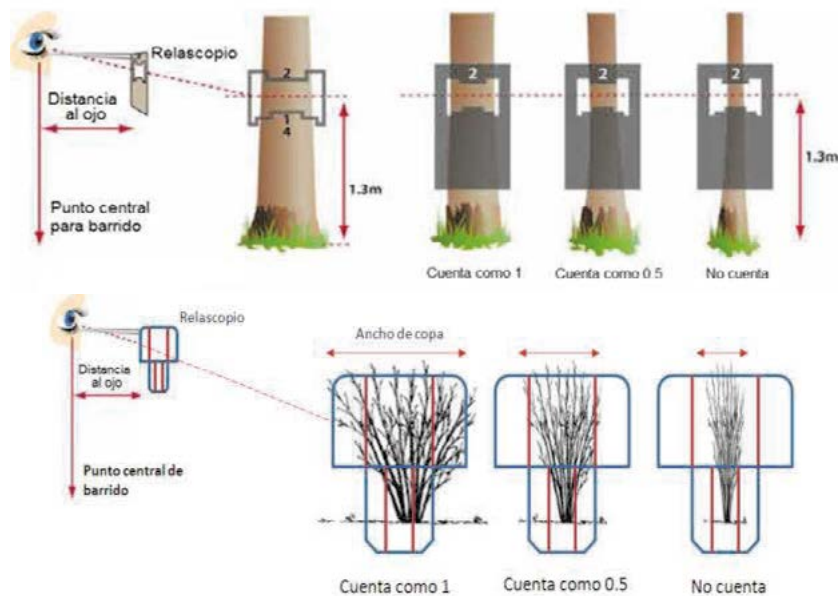 Relascopio
Distancia
al ojo
Punto central
para barrido
2
1
4
1.3m
2
2
2
1.3m
Cuenta como 1
Cuenta como 0.5
No cuenta
Relascopio
Distancia
al ojo
Punto central de
barrido
Ancho de copa
Cuenta como 1
Cuenta como 0.5
No cuenta